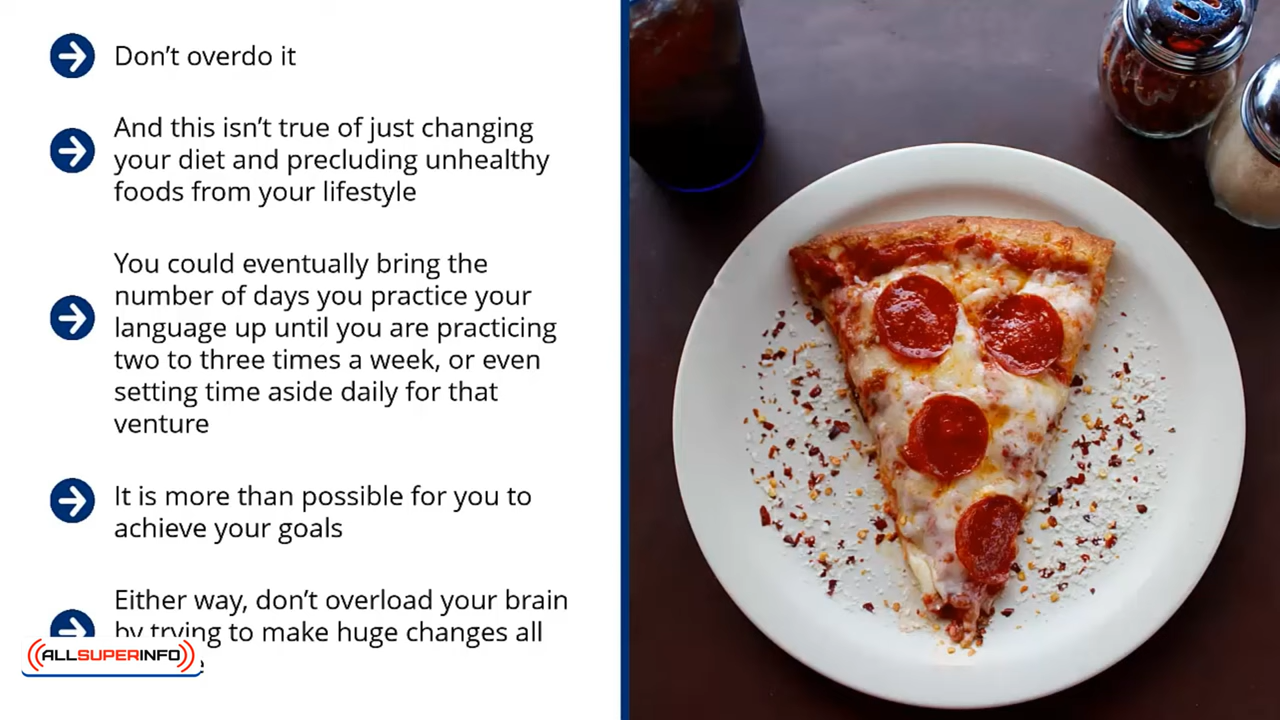 Don’t overdo it
And this isn’t true of just changing
your diet and precluding unhealthy
foods from your lifestyle
You could eventually bring the
number of days you practice your
language up until you are practicing
two to three times a week, or even
setting time aside daily for that
venture
It is more than possible for you to
achieve your goals
Either way, don’t overload your brain
by trying to make huge changes all
ALLSUPERINFO